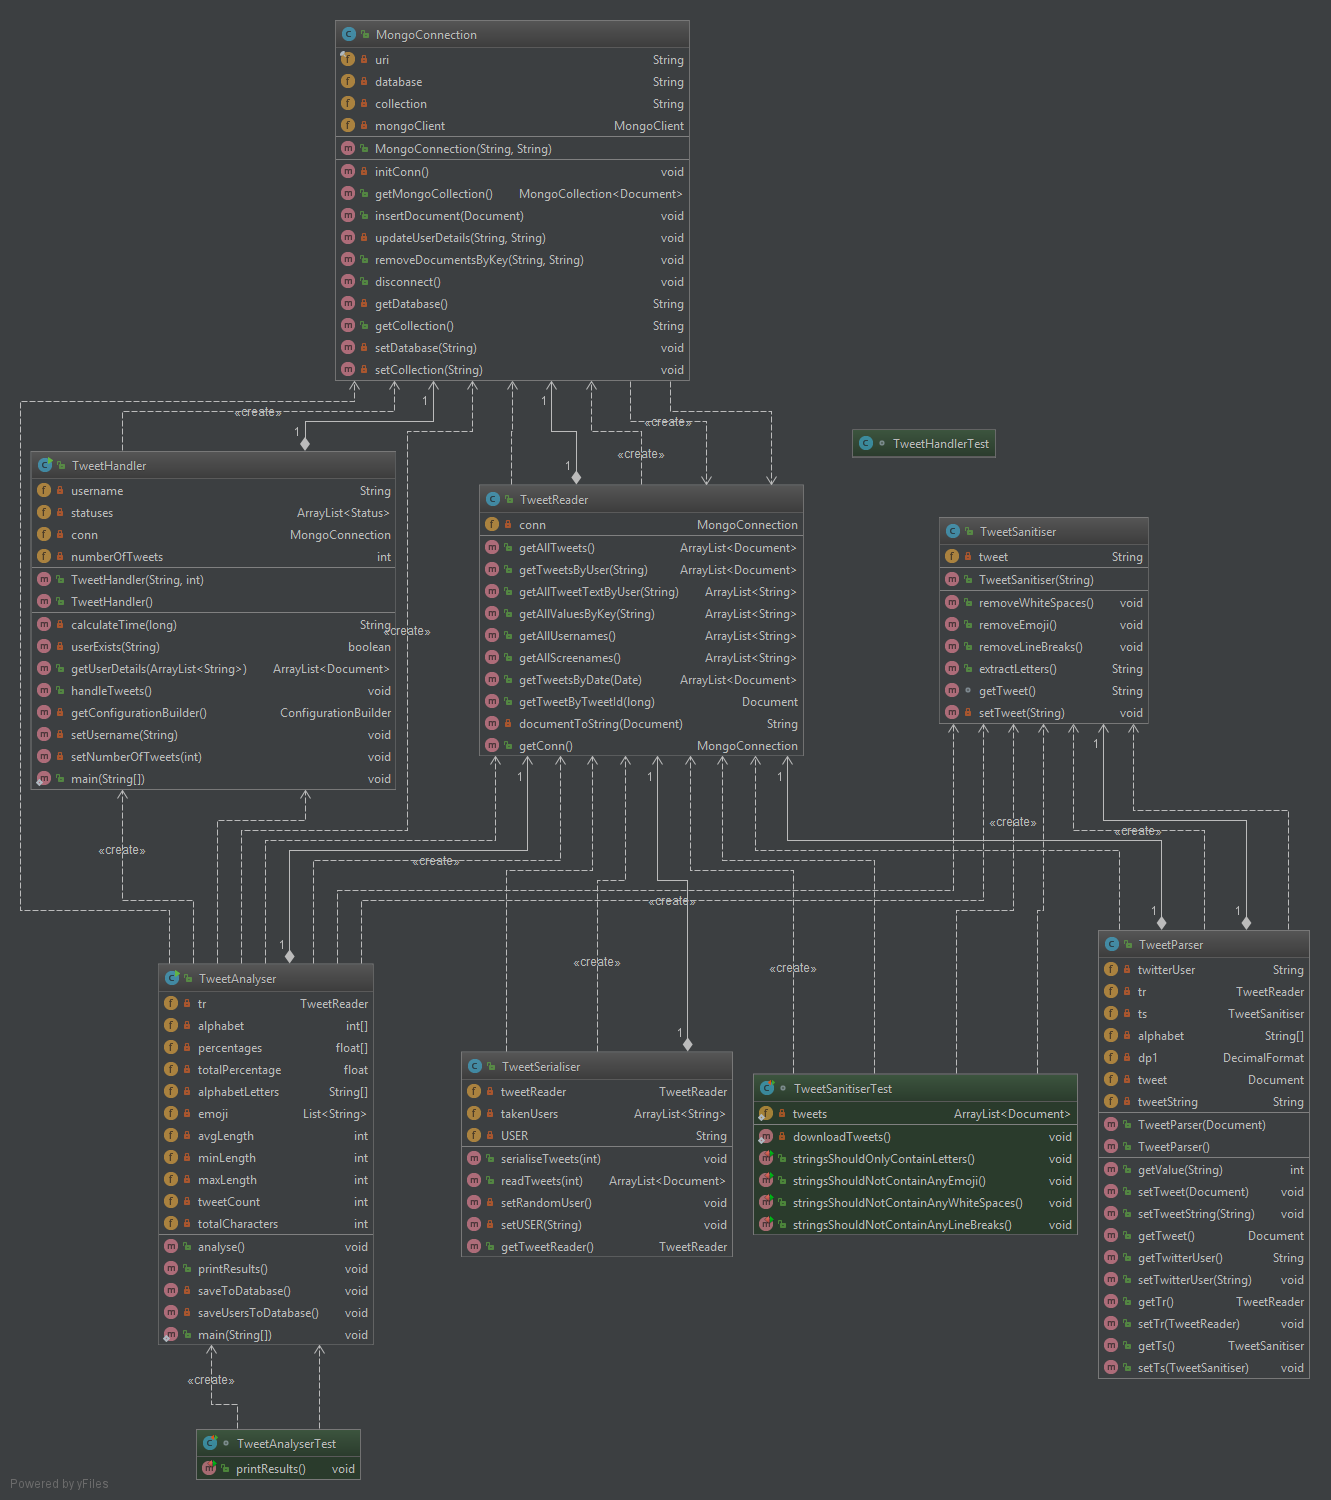 MongoConnection
uri String
database String
collection String
mongoClient MongoClient
MongoConnection(String, String)
initConn() void
getMongoCollection() MongoCollection<Document>
insertDocument(Document) void
updateUserDetails(String, String) void
removeDocumentsByKey(String, String) void
disconnect() void
getDatabase() String
getCollection() String
setDatabase(String) void
setCollection(String) void
«create»
1
1
«create»
1
1
«create»
«create»
TweetHandlerTest
TweetHandler
username String
statuses ArrayList<Status>
conn MongoConnection
numberOfTweets int
TweetHandler(String, int)
TweetHandler()
calculateTime(long) String
userExists(String) boolean
getUserDetails(ArrayList<String>) ArrayList<Document>
handleTweets() void
getConfigurationBuilder() ConfigurationBuilder
setUsername(String) void
setNumberOfTweets(int) void
main(String[]) void
TweetReader
conn MongoConnection
getAllTweets() ArrayList<Document>
getTweetsByUser(String) ArrayList<Document>
getAllTweetTextByUser(String) ArrayList<String>
getAllValuesByKey(String) ArrayList<String>
getAllUsernames() ArrayList<String>
getAllScreenames() ArrayList<String>
getTweetsByDate(Date) ArrayList<Document>
getTweetByTweetId(long) Document
documentToString(Document) String
getConn() MongoConnection
TweetSanitiser
tweet String
TweetSanitiser(String)
removeWhiteSpaces() void
removeEmoji() void
removeLineBreaks() void
extractLetters() String
getTweet() String
setTweet(String) void
1
1
1
1
«create»
«create»
«create»
«create»
«create»
1
1
1
1
«create»
«create»
TweetAnalyser
tr TweetReader
alphabet int[]
percentages float[]
totalPercentage float
alphabetLetters String[]
emoji List<String>
avgLength int
minLength int
maxLength int
tweetCount int
totalCharacters int
analyse() void
printResults() void
saveToDatabase() void
saveUsersToDatabase() void
main(String[]) void
TweetSerialiser
tweetReader TweetReader
takenUsers ArrayList<String>
USER String
serialiseTweets(int) void
readTweets(int) ArrayList<Document>
setRandomUser() void
setUSER(String) void
getTweetReader() TweetReader
TweetSanitiserTest
tweets ArrayList<Document>
downloadTweets() void
stringsShouldOnlyContainLetters() void
stringsShouldNotContainAnyEmoji() void
stringsShouldNotContainAnyWhiteSpaces() void
stringsShouldNotContainAnyLineBreaks() void
TweetParser
twitterUser String
tr TweetReader
ts TweetSanitiser
alphabet String[]
dp1 DecimalFormat
tweet Document
tweetString String
TweetParser(Document)
TweetParser()
getValue(String) int
setTweet(Document) void
setTweetString(String) void
getTweet() Document
getTwitterUser() String
setTwitterUser(String) void
getTr() TweetReader
setTr(TweetReader) void
getTs() TweetSanitiser
setTs(TweetSanitiser) void
«create»
TweetAnalyserTest
printResults() void
Powered by yFiles